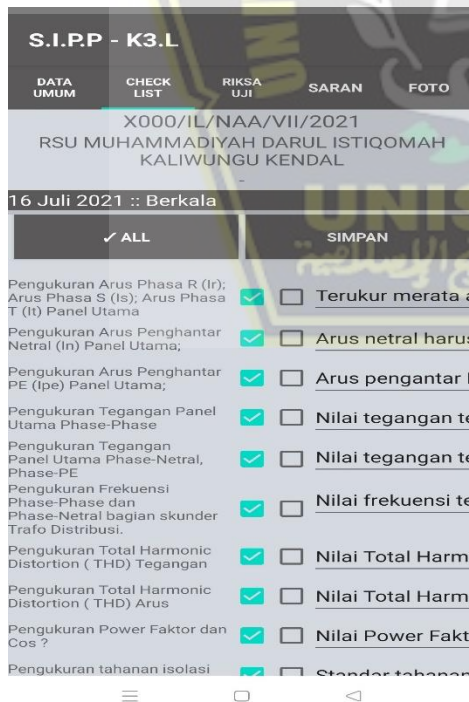 S.I.P.P - K3.L
DATA UMUM
CHECK LIST
RIKSA UJI
SARAN
FOTO
X000/IL/NAA/VII/2021
RSU MUHAMMADIYAH DARUL ISTIQOMAH
KALIWUNGU KENDAL
-
16 Juli 2021 :: Berkala
✓ ALL
SIMPAN
Pengukuran Arus Phasa R (Ir);
Arus Phasa S (Is); Arus Phasa
T (It) Panel Utama
Terukur merata a
Pengukuran Arus Penghantar
Netral (In) Panel Utama;
Arus netral harus
Pengukuran Arus Penghantar
PE (Ipe) Panel Utama;
Arus pengantar
Pengukuran Tegangan Panel
Utama Phase-Phase
Nilai tegangan te
Pengukuran Tegangan
Panel Utama Phase-Netral,
Phase-PE
Nilai tegangan te
Pengukuran Frekuensi
Phase-Phase dan
Phase-Netral bagian skunder
Trafo Distribusi.
Nilai frekuensi te
Pengukuran Total Harmonic
Distortion ( THD) Tegangan
Nilai Total Harm
Pengukuran Total Harmonic
Distortion ( THD) Arus
Nilai Total Harm
Pengukuran Power Faktor dan
Cos ?
Nilai Power Fakt
Pengukuran tahanan isolasi
Standar tahanan
UNIS